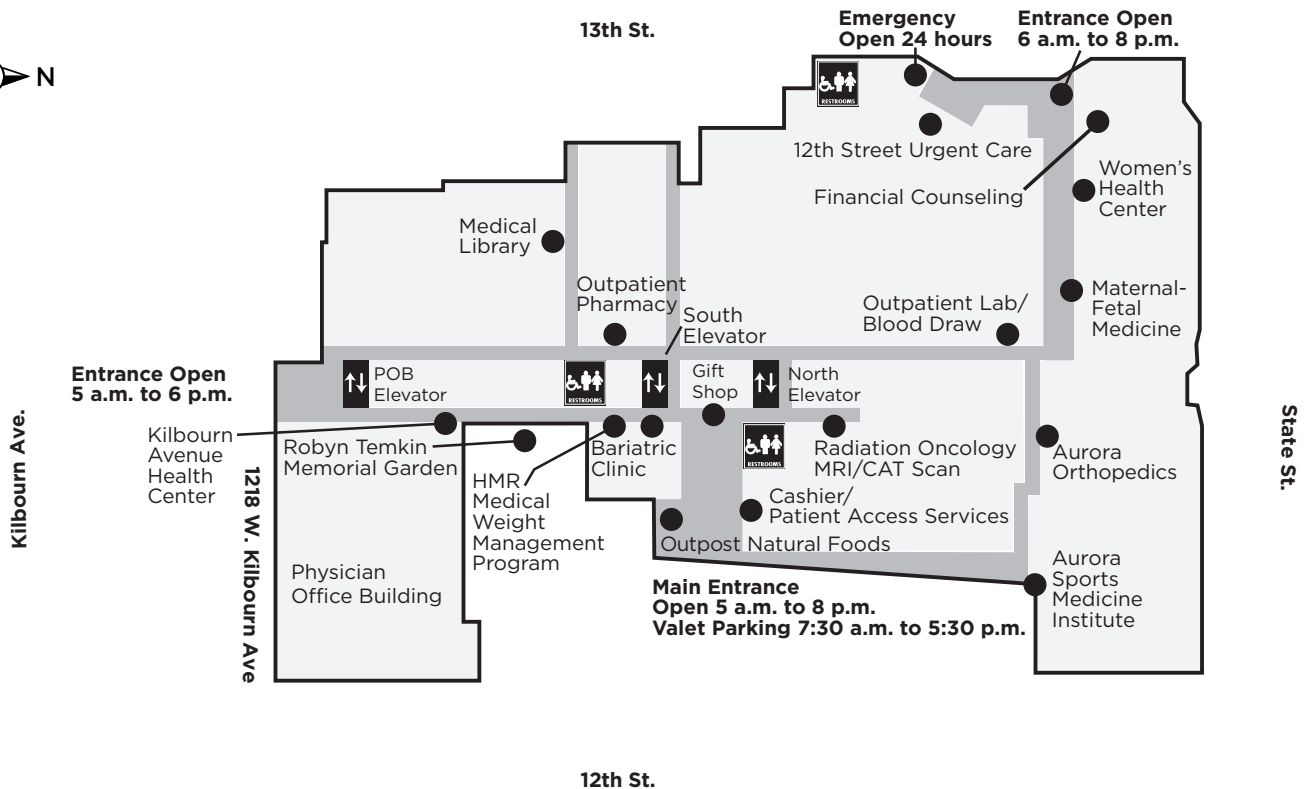 13th St.
Emergency
Open 24 hours
Entrance Open
6 a.m. to 8 p.m.
N
RESTROOMS
12th Street Urgent Care
Financial Counseling
Women's
Health
Center
Medical
Library
Outpatient
Pharmacy
South
Elevator
Outpatient Lab/
Blood Draw
Maternal-
Fetal
Medicine
Entrance Open
5 a.m. to 6 p.m.
POB
Elevator
RESTROOMS
Gift
Shop
North
Elevator
Kilbourn Ave.
State St.
Kilbourn
Avenue
Health
Center
Robyn Temkin
Memorial Garden
1218 W. Kilbourn Ave
HMR
Medical
Weight
Management
Program
Bariatric
Clinic
RESTROOMS
Radiation Oncology
MRI/CAT Scan
Aurora
Orthopedics
Cashier/
Patient Access Services
Outpost Natural Foods
Physician
Office Building
Main Entrance
Open 5 a.m. to 8 p.m.
Valet Parking 7:30 a.m. to 5:30 p.m.
Aurora
Sports
Medicine
Institute
12th St.